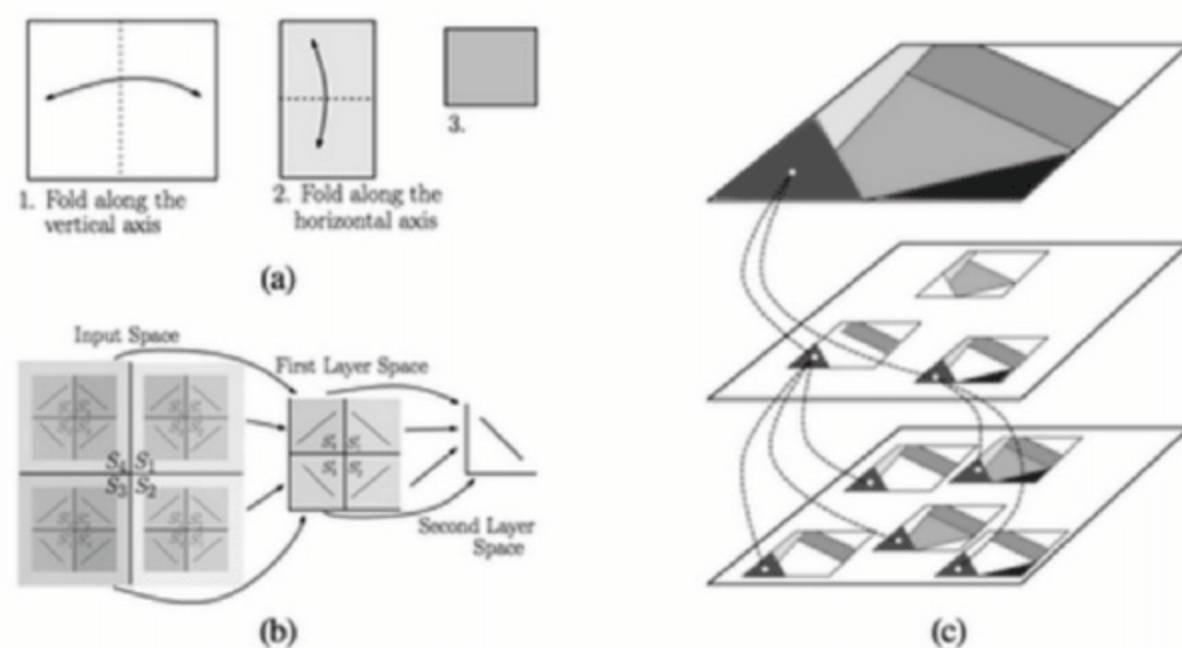 1. Fold along the
vertical axis
2. Fold along the
horizontal axis
3.
(a)
Input Space
First Layer Space
S4 S1
S3 S2
Second Layer
Space
(b)
(c)